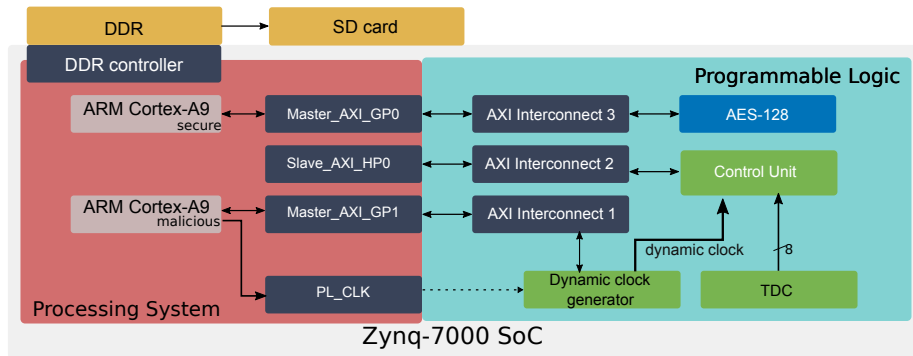 DDR
SD card
DDR controller
Programmable Logic
ARM Cortex-A9
secure
Master_AXI_GP0
AXI Interconnect 3
AES-128
Slave_AXI_HP0
AXI Interconnect 2
Control Unit
ARM Cortex-A9
malicious
Master_AXI_GP1
AXI Interconnect 1
dynamic clock
8
PL_CLK
Dynamic clock
generator
TDC
Processing System
Zynq-7000 SoC